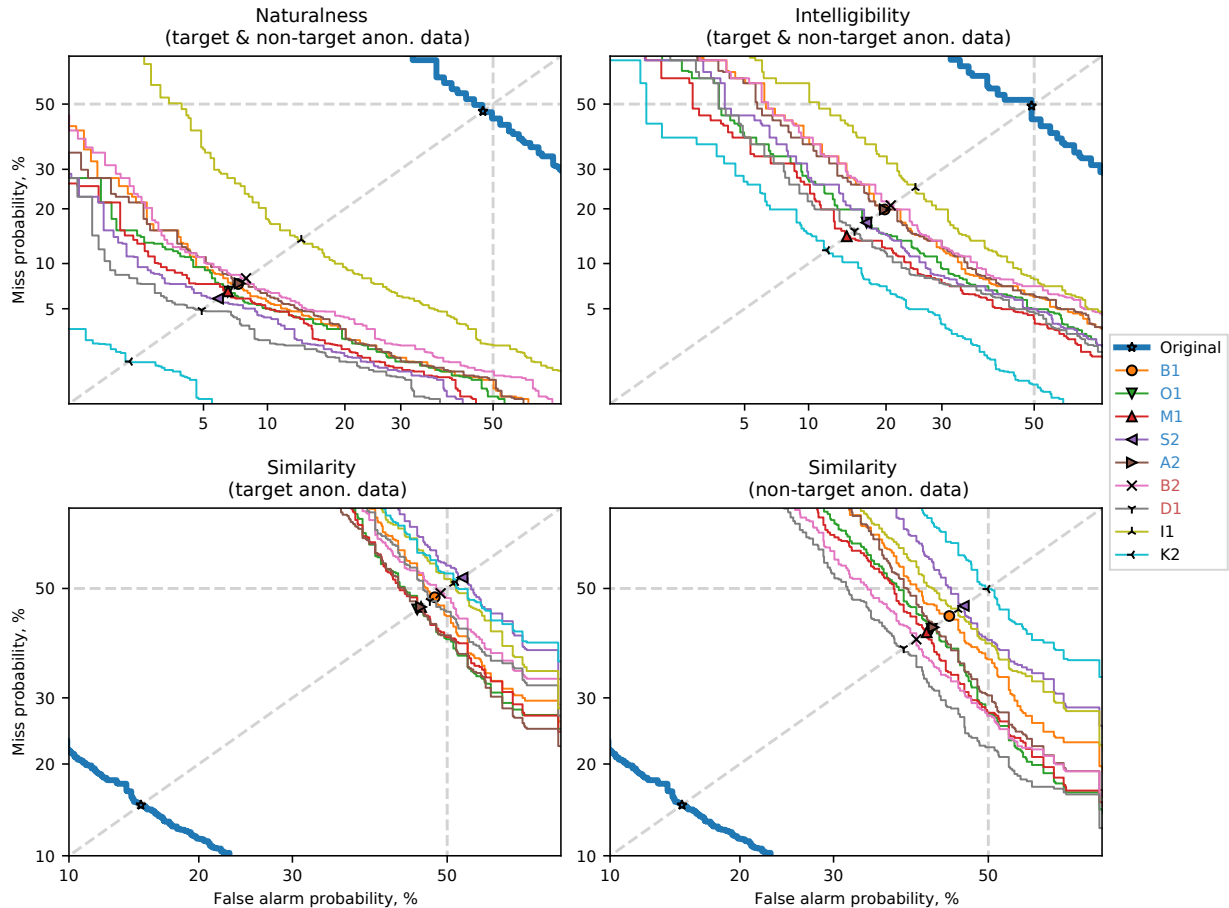 Naturalness
(target & non-target anon. data)
Intelligibility
(target & non-target anon. data)
Miss probability, %
50
30
20
10
5
5
10
20
30
50
50
30
20
10
5
5
10
20
30
50
Original
B1
O1
M1
S2
A2
B2
D1
I1
K2
Similarity
(target anon. data)
Similarity
(non-target anon. data)
Miss probability, %
50
30
20
10
10
20
30
50
False alarm probability, %
50
30
20
10
10
20
30
50
False alarm probability, %